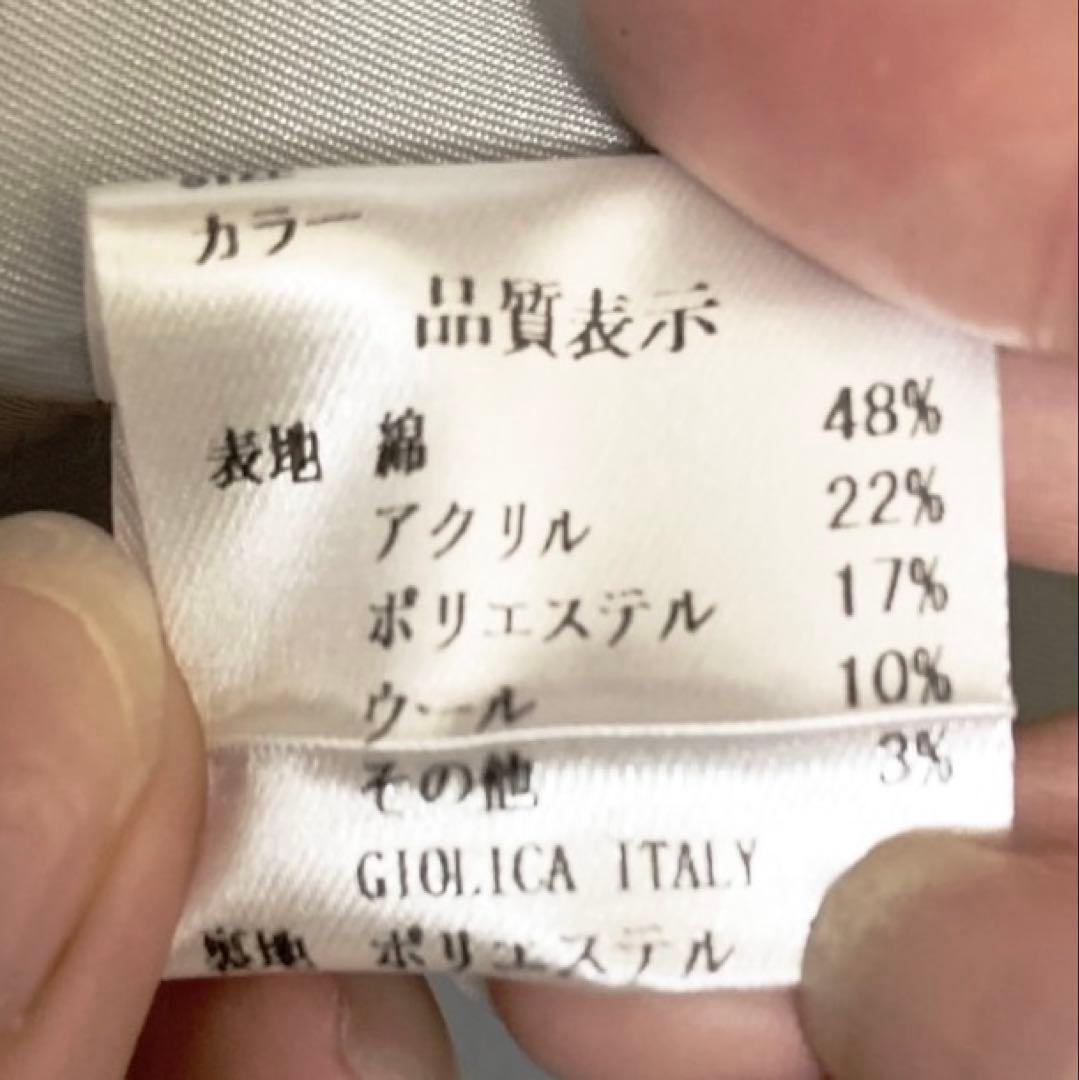 カラー
品質表示
表地 綿 48%
アクリル 22%
ポリエステル 17%
ウール 10%
その他 3%
GIOLICA ITALY
裏地 ポリエステル